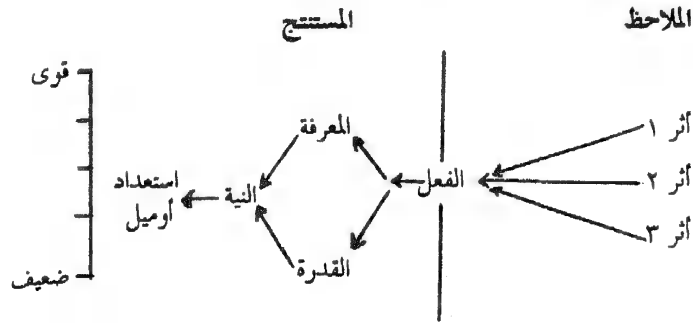 الملاحظ
المستنتج
قوى
أثر ١
المعرفة
أثر ٢
الفعل
النية
استعداد
أوميل
أثر ٣
القدرة
ضعيف